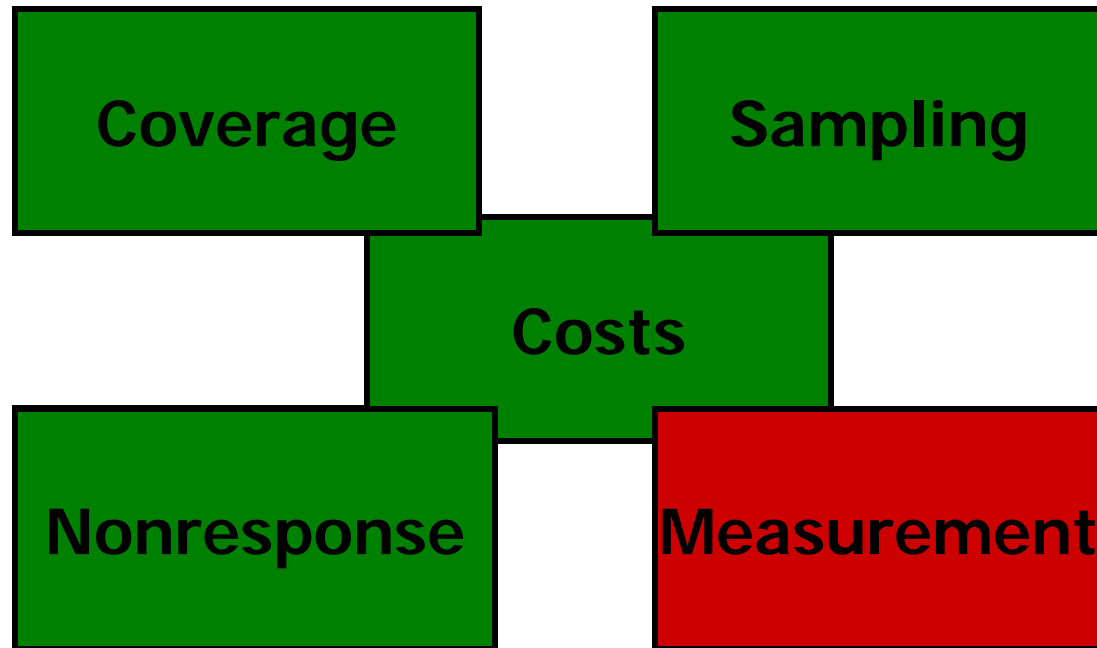 Coverage
Sampling
Costs
Nonresponse
Measurement